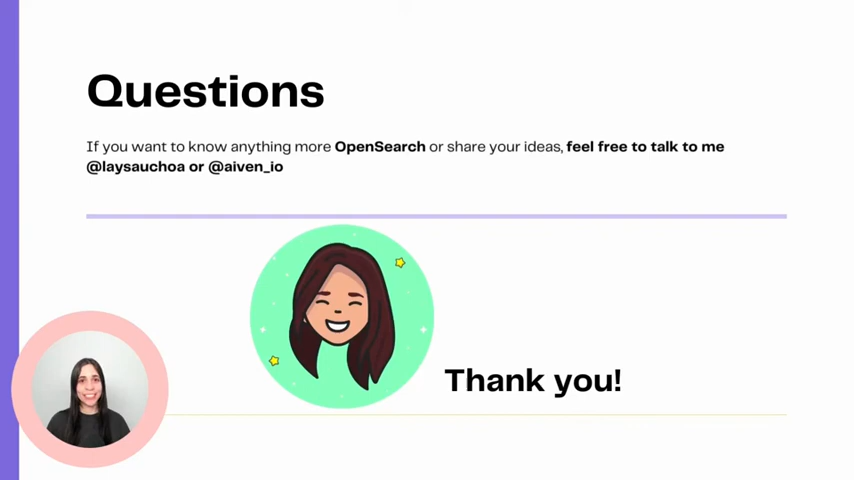 Questions
If you want to know anything more OpenSearch or share your ideas, feel free to talk to me
@laysauchoa or @aiven_io
Thank you!